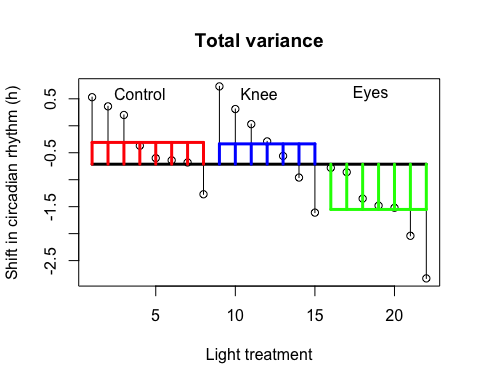 Total variance
Control
Knee
Eyes
Shift in circadian rhythm (h)
0.5
-0.5
-1.5
-2.5
5
10
15
20
Light treatment